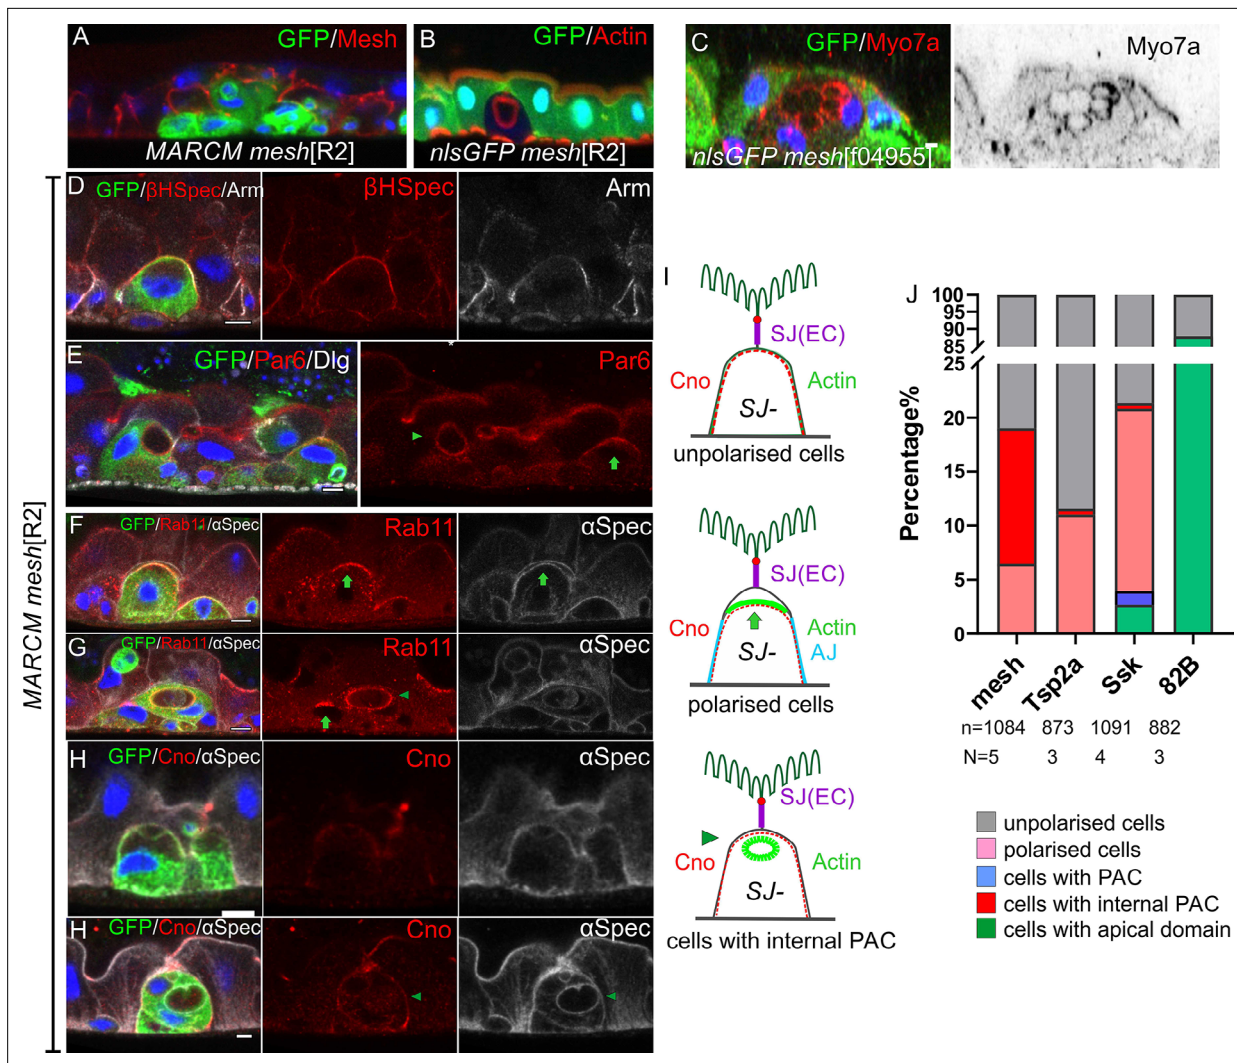 A GFP/Mesh
MARCM mesh[R2]
B GFP/Actin
nlsGFP mesh[R2]
C GFP/Myo7a
nlsGFP mesh[f04955]
Myo7a
MARCM mesh[R2]
D GFP/βHSpec/Arm
βHSpec
Arm
E GFP/Par6/Dlg
*
Par6
F GFP/Rab11/αSpec
Rab11
αSpec
G GFP/Rab11/αSpec
Rab11
αSpec
H GFP/Cno/αSpec
Cno
αSpec
H GFP/Cno/αSpec
Cno
αSpec
I
SJ(EC)
Cno
Actin
SJ-
unpolarised cells
SJ(EC)
Cno
Actin
AJ
SJ-
polarised cells
SJ(EC)
Cno
Actin
SJ-
cells with internal PAC
J
Percentage%
100
95
90
85
25
20
15
10
5
0
mesh
Tsp2a
Ssk
82B
n=1084 873 1091 882
N=5 3 4 3
unpolarised cells
polarised cells
cells with PAC
cells with internal PAC
cells with apical domain